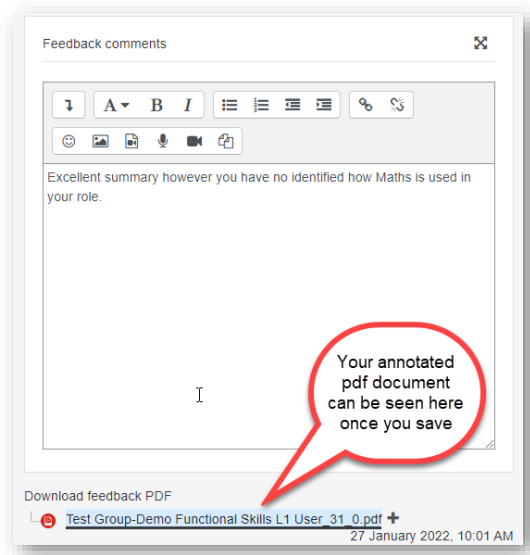 Feedback comments
A B I
Excellent summary however you have no identified how Maths is used in
your role.
Your annotated
pdf document
can be seen here
once you save
Download feedback PDF
Test Group-Demo Functional Skills L1 User_31_0.pdf
27 January 2022, 10:01 AM